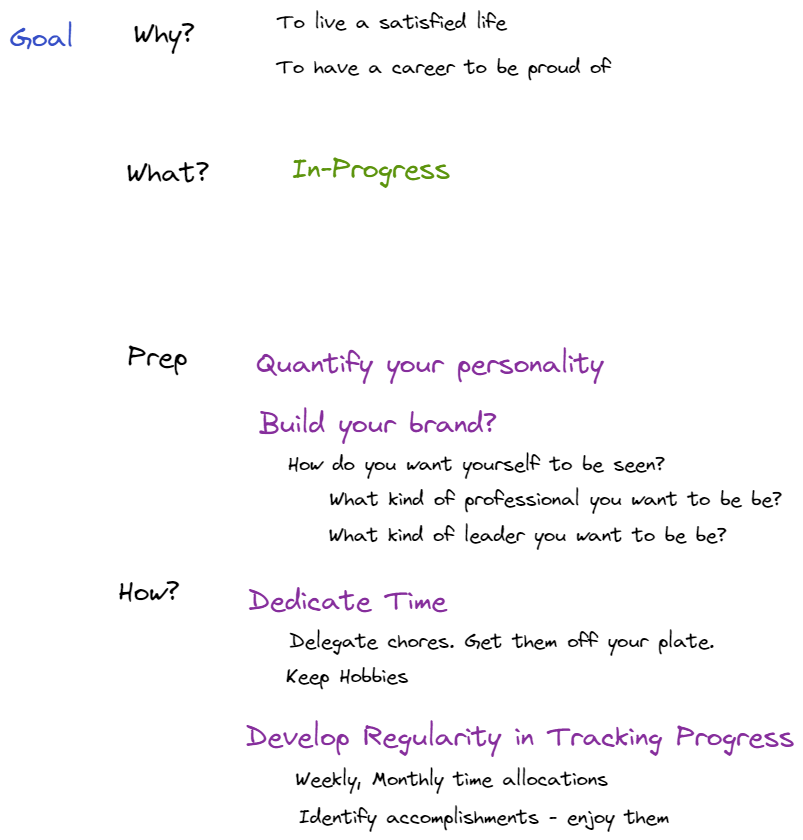 Goal Why? To live a satisfied life
To have a career to be proud of
What? In-Progress
Prep Quantify your personality
Build your brand?
How do you want yourself to be seen?
What kind of professional you want to be be?
What kind of leader you want to be be?
How? Dedicate Time
Delegate chores. Get them off your plate.
Keep Hobbies
Develop Regularity in Tracking Progress
Weekly, Monthly time allocations
Identify accomplishments - enjoy them